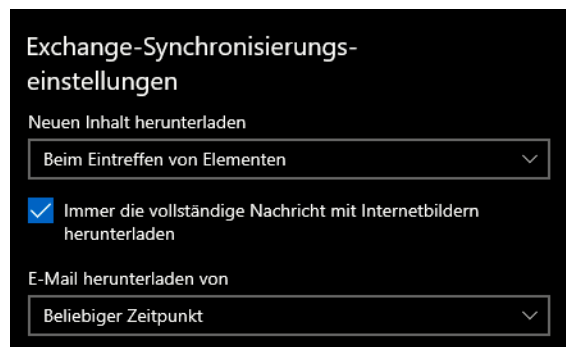 Exchange-Synchronisierungs-
einstellungen
Neuen Inhalt herunterladen
Beim Eintreffen von Elementen
Immer die vollständige Nachricht mit Internetbildern
herunterladen
E-Mail herunterladen von
Beliebiger Zeitpunkt